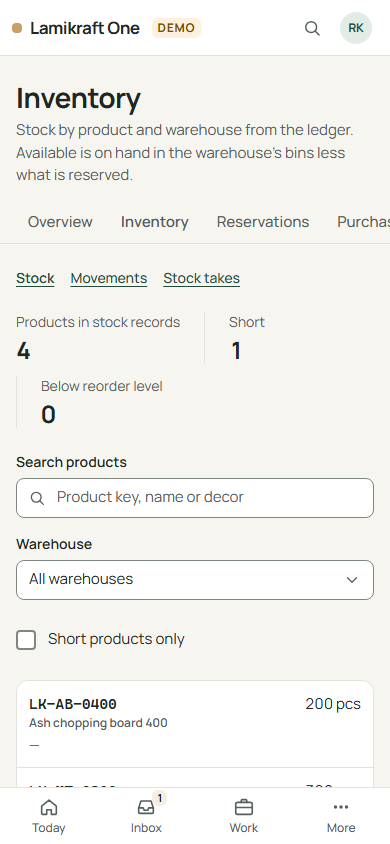 Lamikraft One DEMO RK
Inventory
Stock by product and warehouse from the ledger.
Available is on hand in the warehouse's bins less
what is reserved.
Overview Inventory Reservations
Stock Movements Stock takes
Products in stock records Short
4 1
Below reorder level
0
Search products
Product key, name or decor
Warehouse
All warehouses
Short products only
LK-AB-0400 200 pcs
Ash chopping board 400
—
1
Today Inbox Work More